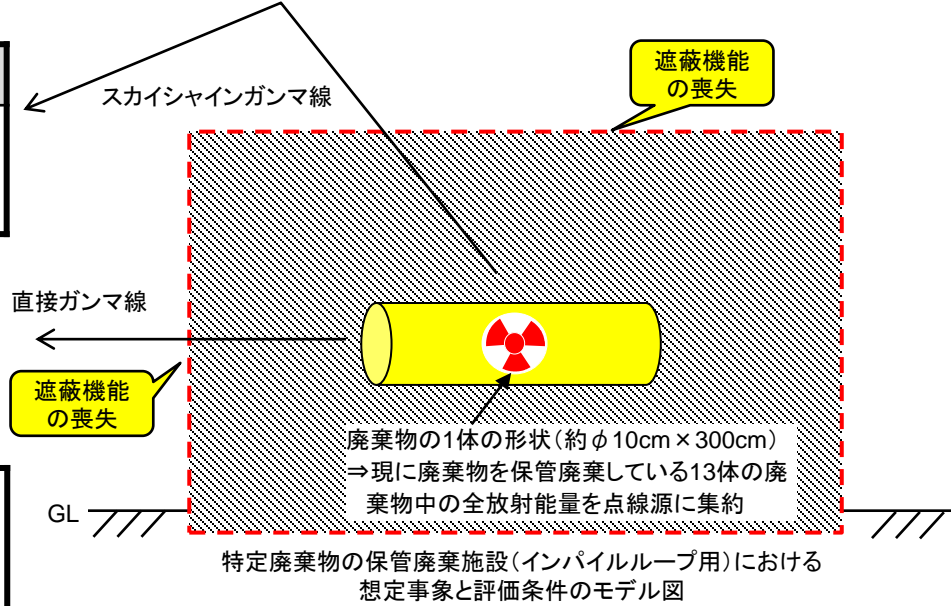 遮蔽機能
の喪失
スカイシャインガンマ線
直接ガンマ線
遮蔽機能
の喪失
廃棄物の1体の形状(約φ10cm×300cm)
⇒現に廃棄物を保管廃棄している13体の廃
棄物中の全放射能量を点線源に集約
GL
特定廃棄物の保管廃棄施設(インパイルループ用)における
想定事象と評価条件のモデル図